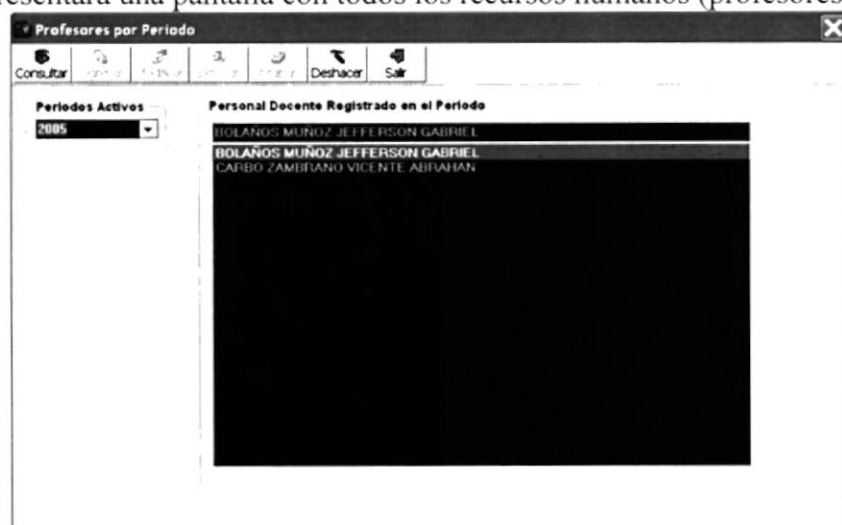 resentará una pantalla con todos los recursos humanos (profesores
Profesores por Periodo
Consultar Deshacer Salir
Periodos Activos
Personal Docente Registrado en el Periodo
2005
BOLAÑOS MUÑOZ JEFFERSON GABRIEL
BOLAÑOS MUÑOZ JEFFERSON GABRIEL
CARBO ZAMBRANO VICENTE ABRAHAN